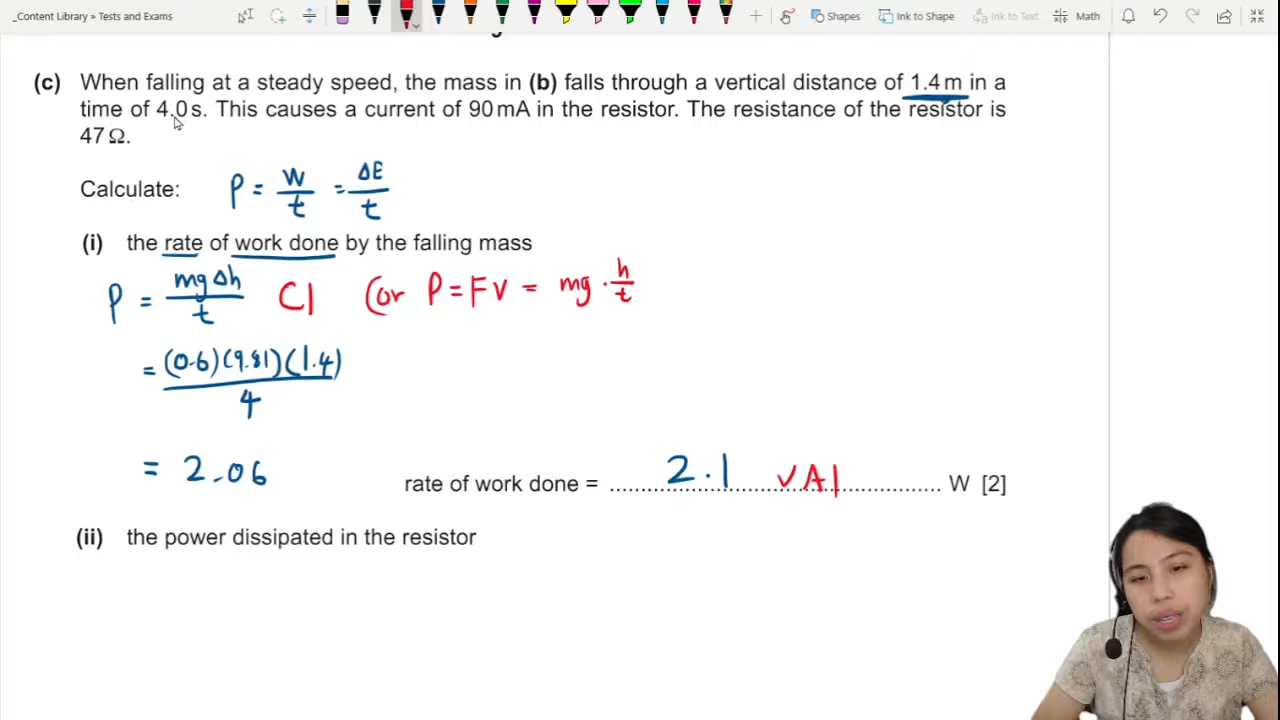 _Content Library » Tests and Exams
Shapes
Ink to Shape
Ink to Text
Math
(c) When falling at a steady speed, the mass in (b) falls through a vertical distance of 1.4 m in a
time of 4.0 s. This causes a current of 90 mA in the resistor. The resistance of the resistor is
47 Ω.
Calculate: P = W/t = ΔE/t
(i) the rate of work done by the falling mass
P = mgΔh/t C1 (or P = Fv = mg · h/t
= (0.6)(9.81)(1.4)/4
= 2.06
rate of work done = 2.1 ✓A1 W [2]
(ii) the power dissipated in the resistor